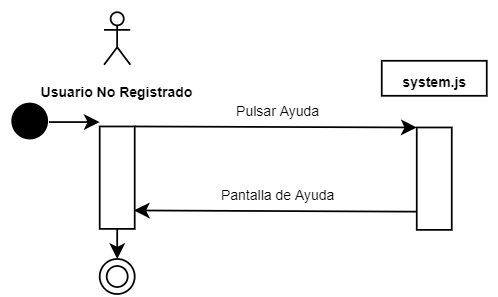 Usuario No Registrado
system.js
Pulsar Ayuda
Pantalla de Ayuda